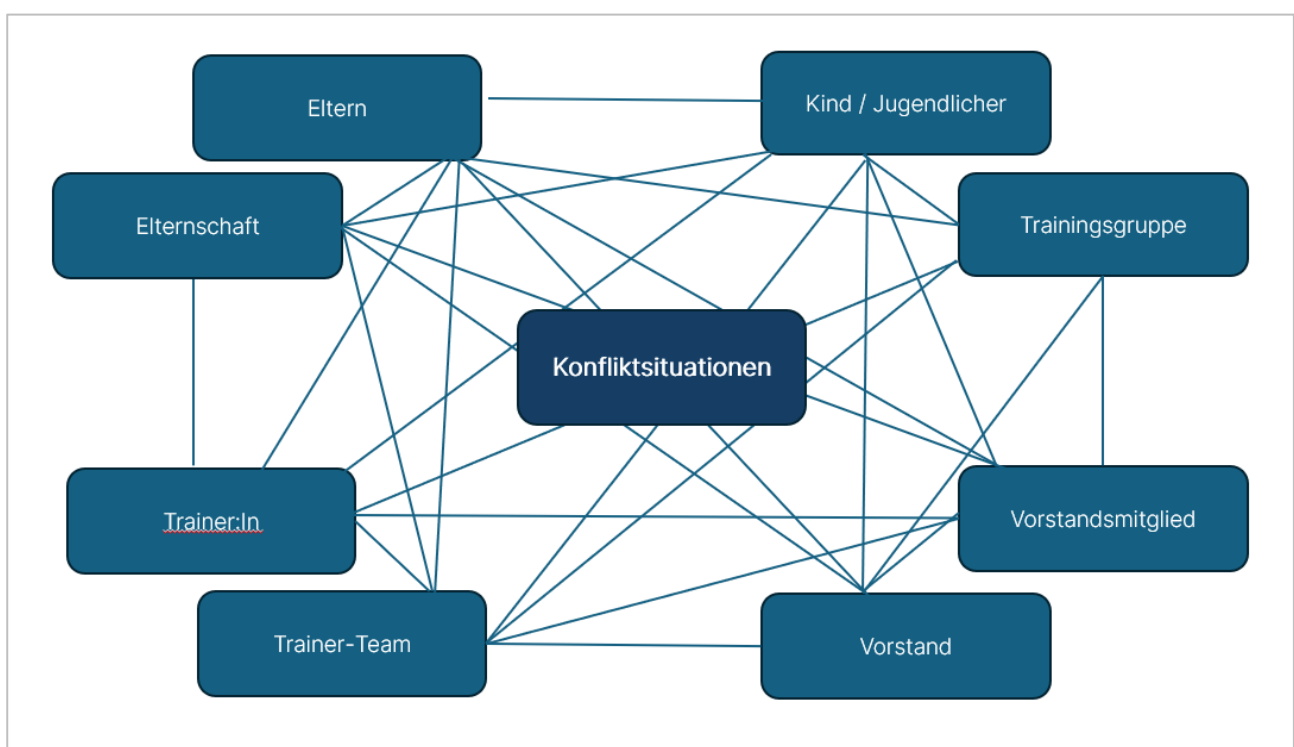 Eltern
Kind / Jugendlicher
Elternschaft
Trainingsgruppe
Konfliktsituationen
Trainer:In
Vorstandsmitglied
Trainer-Team
Vorstand